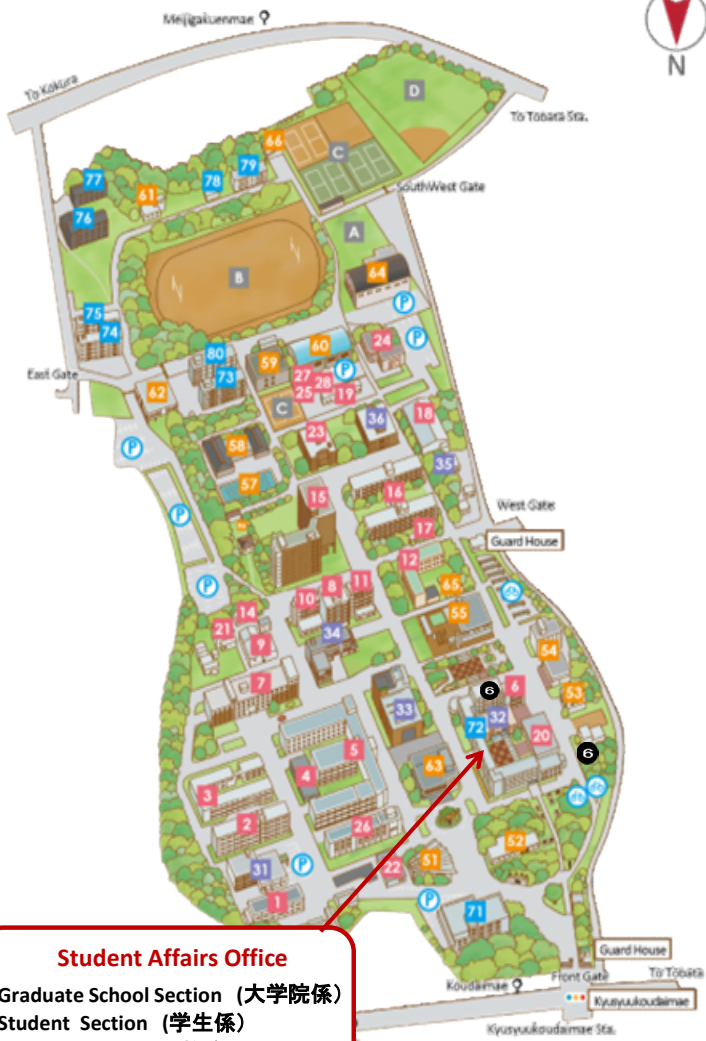 Meijigakuenmae
N
To Kokura
D
To Tobata Sta.
66
79
C
77
78
61
SouthWest Gate
76
A
64
B
P
75
74
P
80
60
24
59
East Gate
73
27
P
28
62
25
19
C
18
36
23
P
58
35
57
16
15
West Gate
P
17
Guard House
12
11
8
65
P
10
14
55
34
21
9
54
7
6
6
53
33
32
72
20
5
6
63
4
3
2
26
52
51
31
P
22
1
P
71
Student Affairs Office
Guard House
Graduate School Section (大学院係)
Front Gate
To Tobata
Koudaimae
Kyusyuukoudaimae
Student Section (学生係)
Kyusyuukoudaimae Sta.